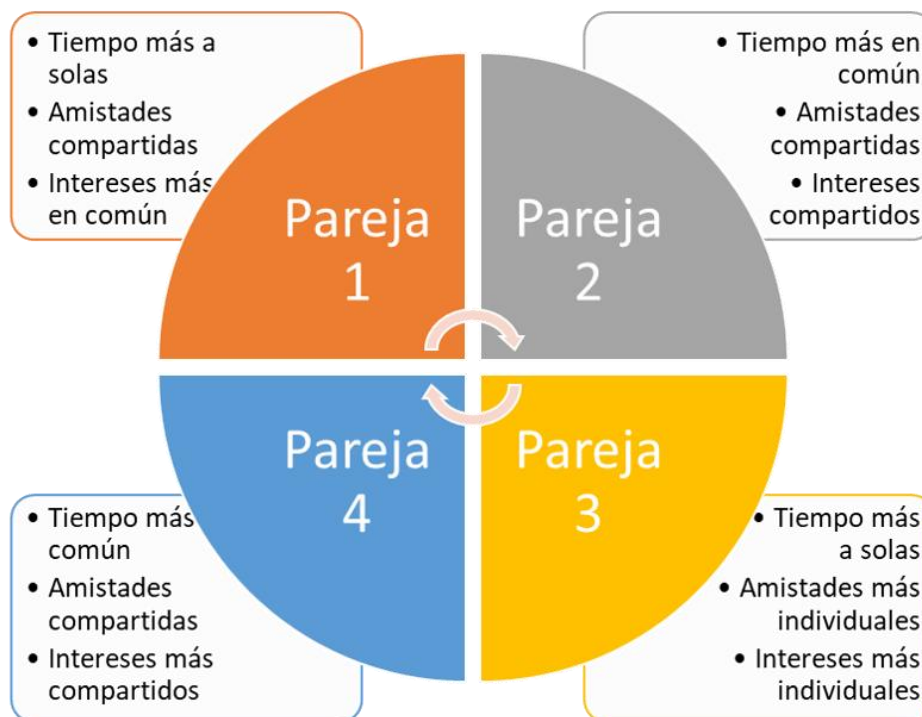 • Tiempo más a
solas
• Amistades
compartidas
• Intereses más
en común
• Tiempo más en
común
• Amistades
compartidas
• Intereses
compartidos
Pareja
1
Pareja
2
Pareja
4
Pareja
3
• Tiempo más
común
• Amistades
compartidas
• Intereses más
compartidos
• Tiempo más
a solas
• Amistades más
individuales
• Intereses más
individuales